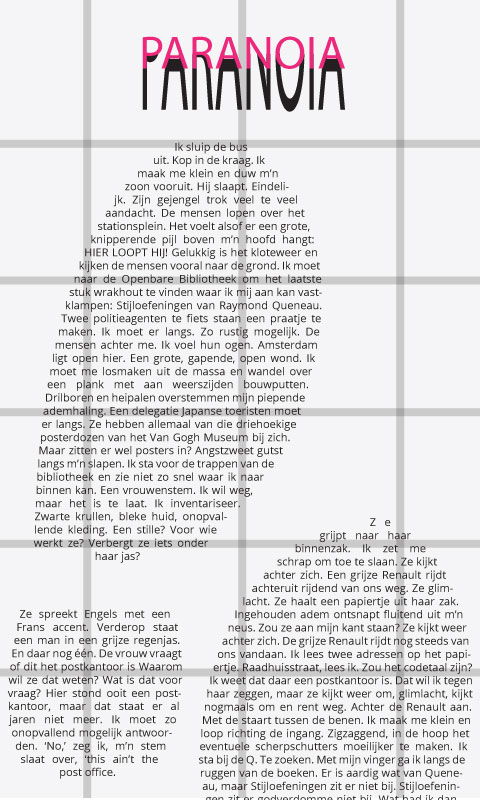 PARANOIA
PARANOIA
Ik sluip de bus
uit. Kop in de kraag. Ik
maak me klein en duw m'n
zoon vooruit. Hij slaapt. Eindeli-
jk. Zijn gejengel trok veel te veel
aandacht. De mensen lopen over het
stationsplein. Het voelt alsof er een grote,
knipperende pijl boven m'n hoofd hangt:
HIER LOOPT HIJ! Gelukkig is het kloteweer en
kijken de mensen vooral naar de grond. Ik moet
naar de Openbare Bibliotheek om het laatste
stuk wrakhout te vinden waar ik mij aan kan vast-
klampen: Stijloefeningen van Raymond Queneau.
Twee politieagenten te fiets staan een praatje te
maken. Ik moet er langs. Zo rustig mogelijk. De
mensen achter me. Ik voel hun ogen. Amsterdam
ligt open hier. Een grote, gapende, open wond. Ik
moet me losmaken uit de massa en wandel over
een plank met aan weerszijden bouwputten.
Drilboren en heipalen overstemmen mijn piepende
ademhaling. Een delegatie Japanse toeristen moet
er langs. Ze hebben allemaal van die driehoekige
posterdozen van het Van Gogh Museum bij zich.
Maar zitten er wel posters in? Angstzweet gutst
langs m'n slapen. Ik sta voor de trappen van de
bibliotheek en zie niet zo snel waar ik naar
binnen kan. Een vrouwenstem. Ik wil weg,
maar het is te laat. Ik inventariseer.
Zwarte krullen, bleke huid, onopval-
lende kleding. Een stille? Voor wie
werkt ze? Verbergt ze iets onder
haar jas?
Ze spreekt Engels met een
Frans accent. Verderop staat
een man in een grijze regenjas.
En daar nog één. De vrouw vraagt
of dit het postkantoor is Waarom
wil ze dat weten? Wat is dat voor
vraag? Hier stond ooit een post-
kantoor, maar dat staat er al
jaren niet meer. Ik moet zo
onopvallend mogelijk antwoor-
den. 'No,' zeg ik, m'n stem
slaat over, 'this ain't the
post office.
Z e
grijpt naar haar
binnenzak. Ik zet me
schrap om toe te slaan. Ze kijkt
achter zich. Een grijze Renault rijdt
achteruit rijdend van ons weg. Ze glim-
lacht. Ze haalt een papiertje uit haar zak.
Ingehouden adem ontsnapt fluitend uit m'n
neus. Zou ze aan mijn kant staan? Ze kijkt weer
achter zich. De grijze Renault rijdt nog steeds van
ons vandaan. Ik lees twee adressen op het papi-
ertje. Raadhuisstraat, lees ik. Zou het codetaal zijn?
Ik weet dat daar een postkantoor is. Dat wil ik tegen
haar zeggen, maar ze kijkt weer om, glimlacht, kijkt
nogmaals om en rent weg. Achter de Renault aan.
Met de staart tussen de benen. Ik maak me klein en
loop richting de ingang. Zigzaggend, in de hoop het
eventuele scherpschutters moeilijker te maken. Ik
sta bij de Q. Te zoeken. Met mijn vinger ga ik langs de
ruggen van de boeken. Er is aardig wat van Quene-
au, maar Stijloefeningen zit er niet bij. Stijloefenin-
gen zit er godverdomme niet bij. Wat had ik dan